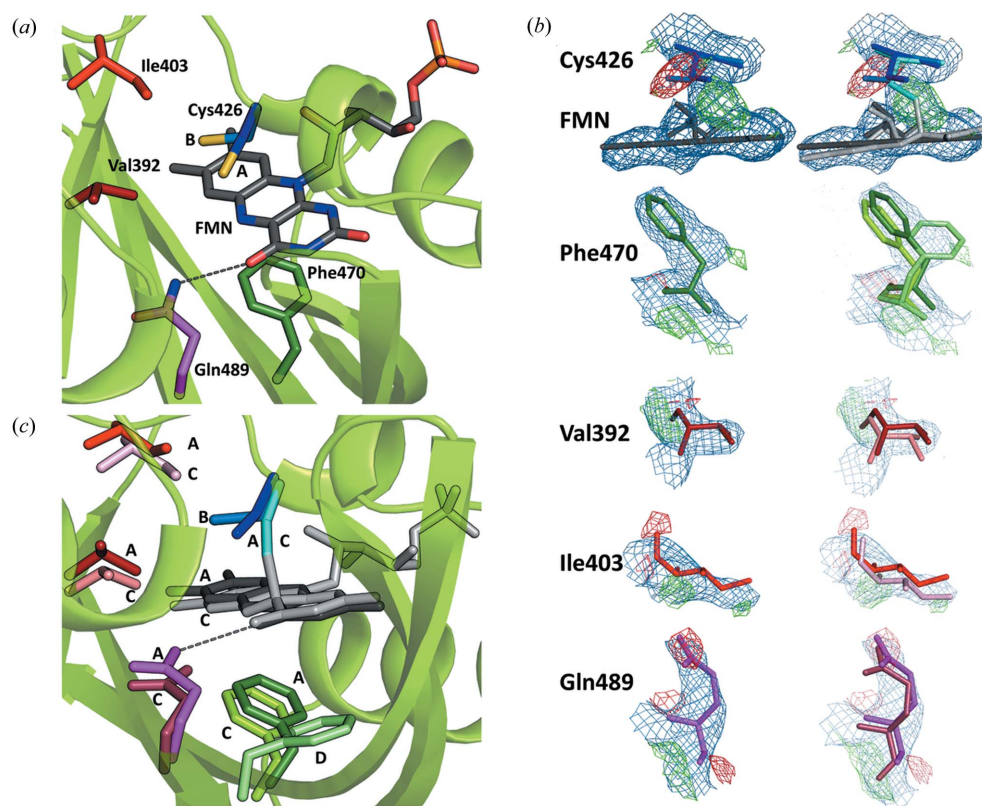 (a)
Ile403
Cys426
B
A
Val392
FMN
Phe470
Gln489
(b)
Cys426
FMN
Phe470
Val392
Ile403
Gln489
(c)
A
C
B
A
C
A
A
C
C
A
A
C
C
D